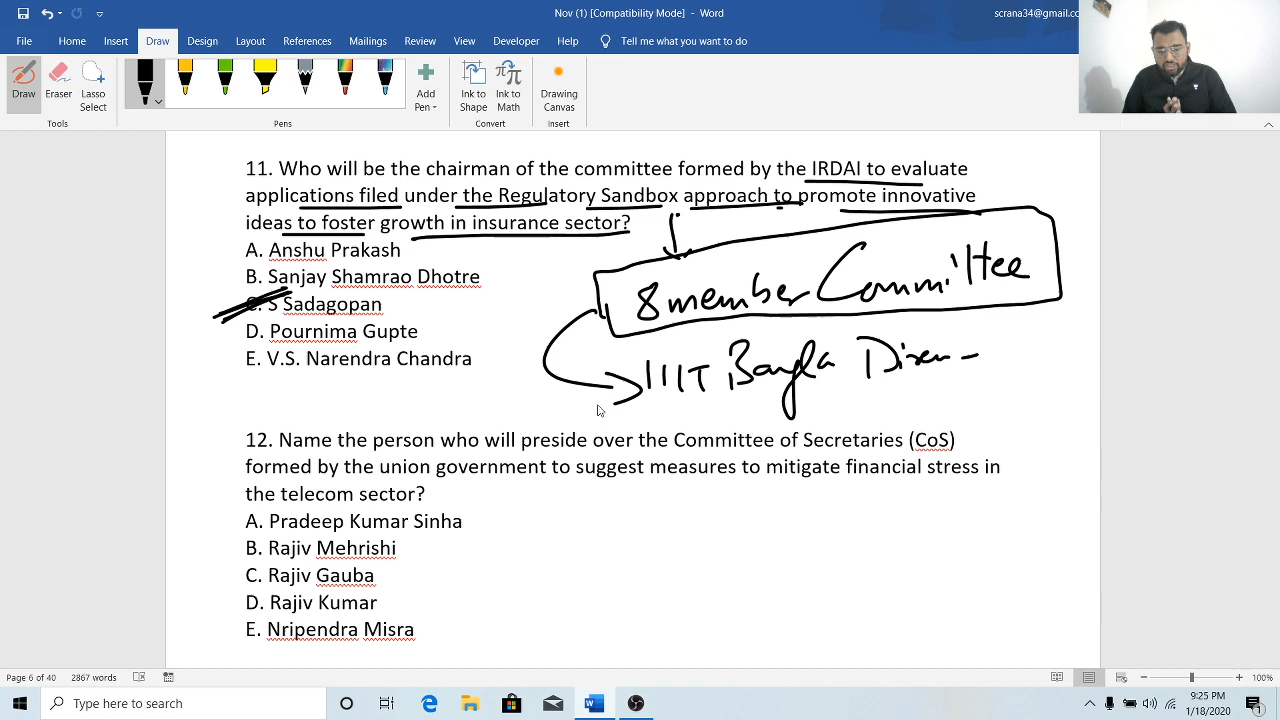 Nov (1) [Compatibility Mode] - Word
scrana34@gmail.co
File Home Insert Draw Design Layout References Mailings Review View Developer Help Tell me what you want to do
Draw Eraser Lasso Select Add Pen Ink to Shape Ink to Math Drawing Canvas
Tools Pens Convert Insert
11. Who will be the chairman of the committee formed by the IRDAI to evaluate
applications filed under the Regulatory Sandbox approach to promote innovative
ideas to foster growth in insurance sector?
A. Anshu Prakash
B. Sanjay Shamrao Dhotre
C. S Sadagopan
D. Pournima Gupte
E. V.S. Narendra Chandra
8 member Committee
IIIT Bangla
12. Name the person who will preside over the Committee of Secretaries (CoS)
formed by the union government to suggest measures to mitigate financial stress in
the telecom sector?
A. Pradeep Kumar Sinha
B. Rajiv Mehrishi
C. Rajiv Gauba
D. Rajiv Kumar
E. Nripendra Misra
Page 6 of 40 2867 words 100%
Type here to search
9:25 PM
1/18/2020